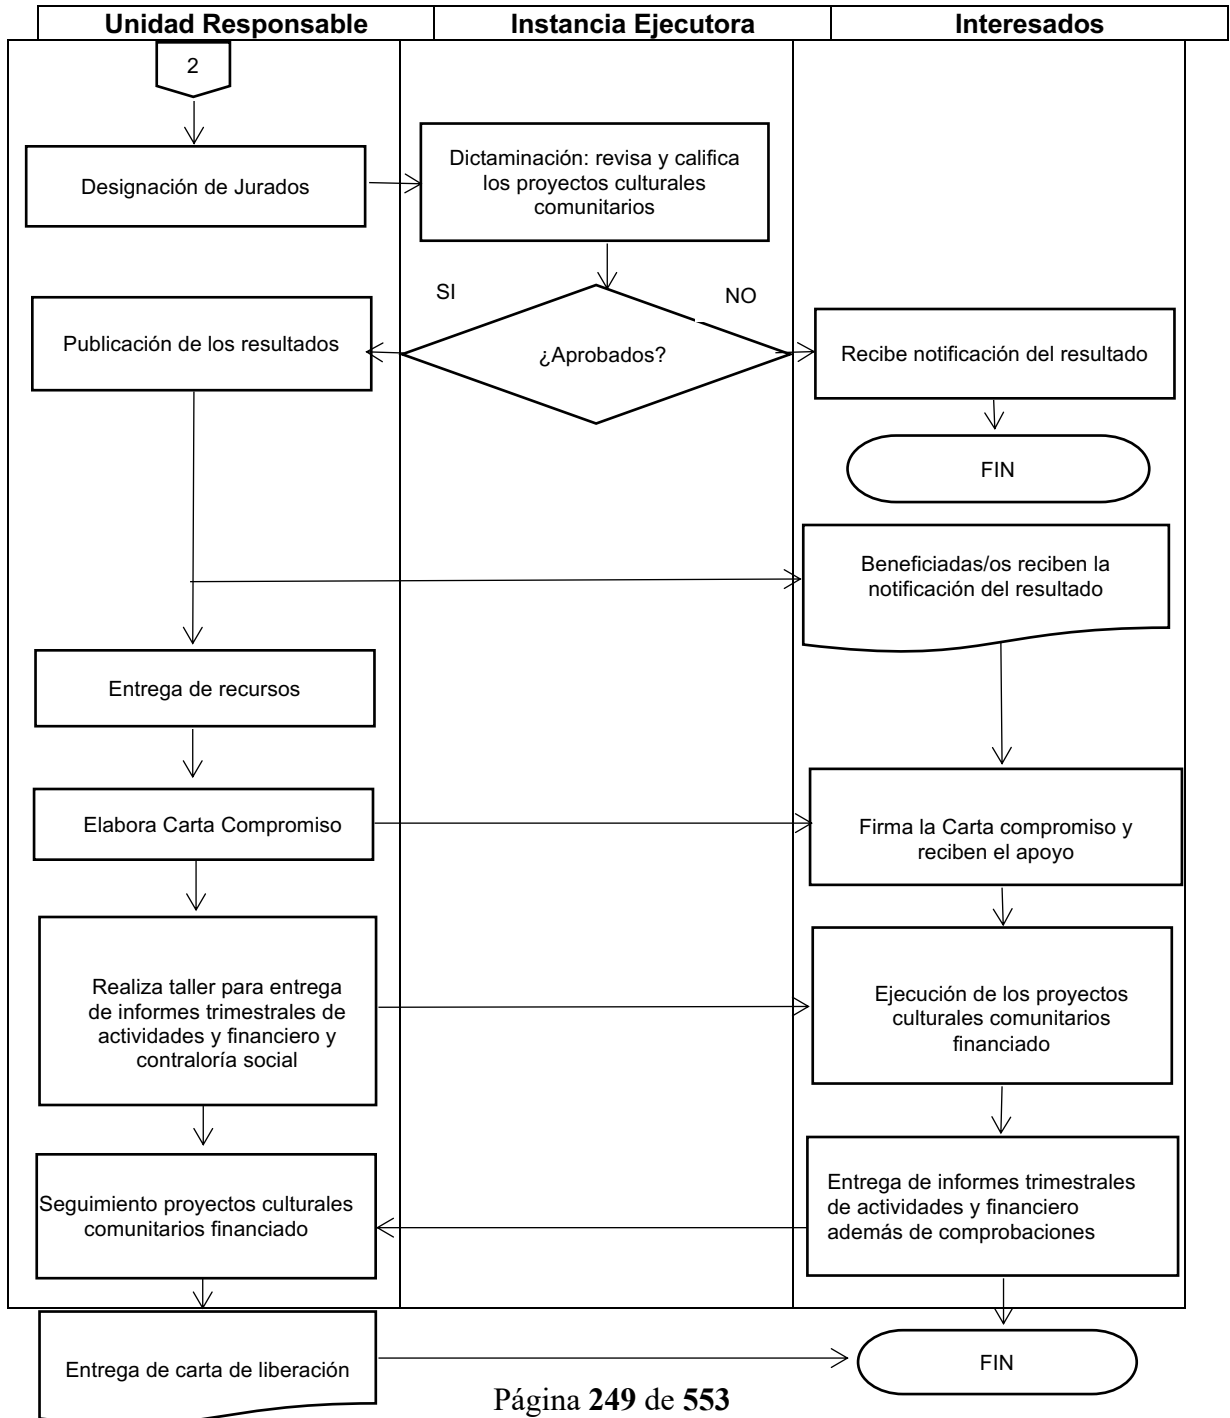 Unidad Responsable
Instancia Ejecutora
Interesados
2
Designación de Jurados
Dictaminación: revisa y califica
los proyectos culturales
comunitarios
SI
NO
Publicación de los resultados
¿Aprobados?
Recibe notificación del resultado
FIN
Beneficiadas/os reciben la
notificación del resultado
Entrega de recursos
Elabora Carta Compromiso
Firma la Carta compromiso y
reciben el apoyo
Realiza taller para entrega
de informes trimestrales de
actividades y financiero y
contraloría social
Ejecución de los proyectos
culturales comunitarios
financiado
Seguimiento proyectos culturales
comunitarios financiado
Entrega de informes trimestrales
de actividades y financiero
además de comprobaciones
Entrega de carta de liberación
FIN
Página 249 de 553